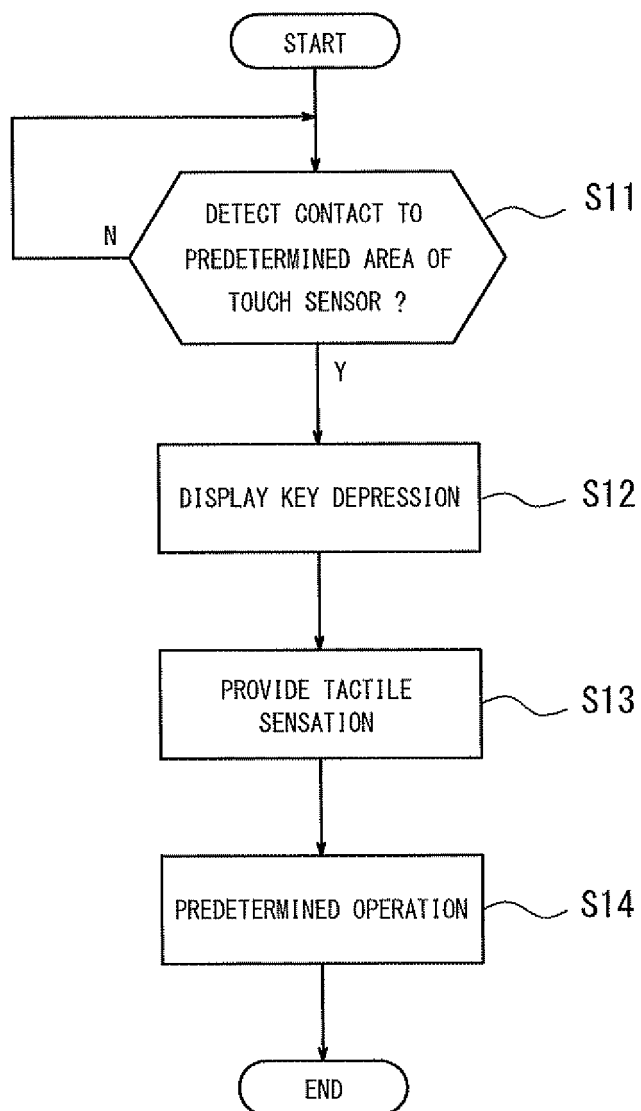 START
DETECT CONTACT TO
PREDETERMINED AREA OF
TOUCH SENSOR ?
S11
N
Y
DISPLAY KEY DEPRESSION
S12
PROVIDE TACTILE
SENSATION
S13
PREDETERMINED OPERATION
S14
END